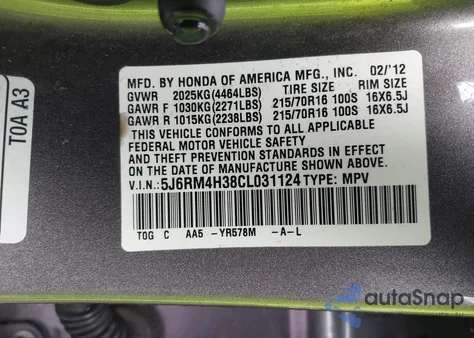 MFD. BY HONDA OF AMERICA MFG., INC. 02/'12
GVWR 2025KG(4464LBS) TIRE SIZE RIM SIZE
GAWR F 1030KG(2271LBS) 215/70R16 100S 16X6.5J
GAWR R 1015KG(2238LBS) 215/70R16 100S 16X6.5J
THIS VEHICLE CONFORMS TO ALL APPLICABLE
FEDERAL MOTOR VEHICLE SAFETY, BUMPER, AND
THEFT PREVENTION STANDARDS IN EFFECT ON
THE DATE OF MANUFACTURE SHOWN ABOVE.
V.I.N.: 5J6RM4H38CL031124 TYPE: MPV
TOG C AA5 -YR578M -A-L
TOA A3
autoSnap